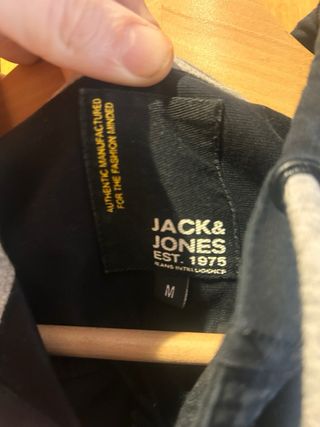 AUTHENTIC MANUFACTURED
FOR THE FASHION MINDED
JACK&
JONES
EST. 1975
JEANS INTELLIGENCE
M